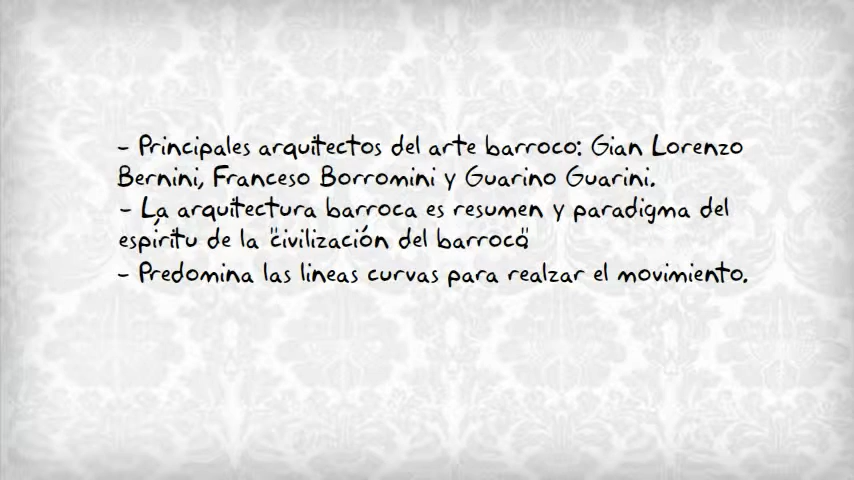 - Principales arquitectos del arte barroco: Gian Lorenzo
Bernini, Franceso Borromini y Guarino Guarini.
- La arquitectura barroca es resumen y paradigma del
espíritu de la "civilización del barroco"
- Predomina las lineas curvas para realzar el movimiento.